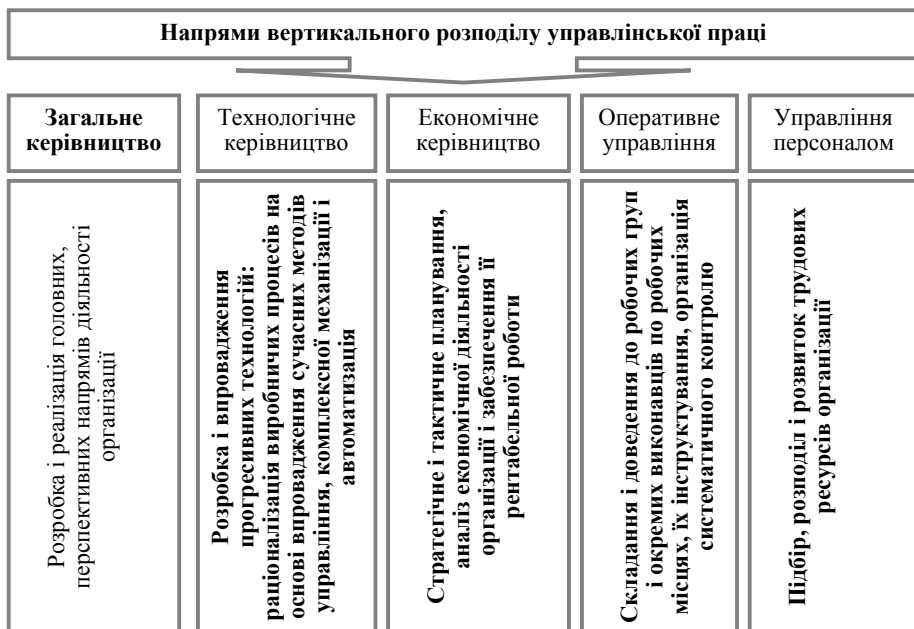 Напрями вертикального розподілу управлінської праці
Загальне
керівництво
Технологічне
керівництво
Економічне
керівництво
Оперативне
управління
Управління
персоналом
Розробка і реалізація головних,
перспективних напрямів діяльності
організації
Розробка і впровадження
прогресивних технологій:
раціоналізація виробничих процесів на
основі впровадження сучасних методів
управління, комплексної механізації і
автоматизація
Стратегічне і тактичне планування,
аналіз економічної діяльності
організації і забезпечення її
рентабельної роботи
Складання і доведення до робочих груп
і окремих виконавців по робочих
місцях, їх інструктування, організація
систематичного контролю
Підбір, розподіл і розвиток трудових
ресурсів організації